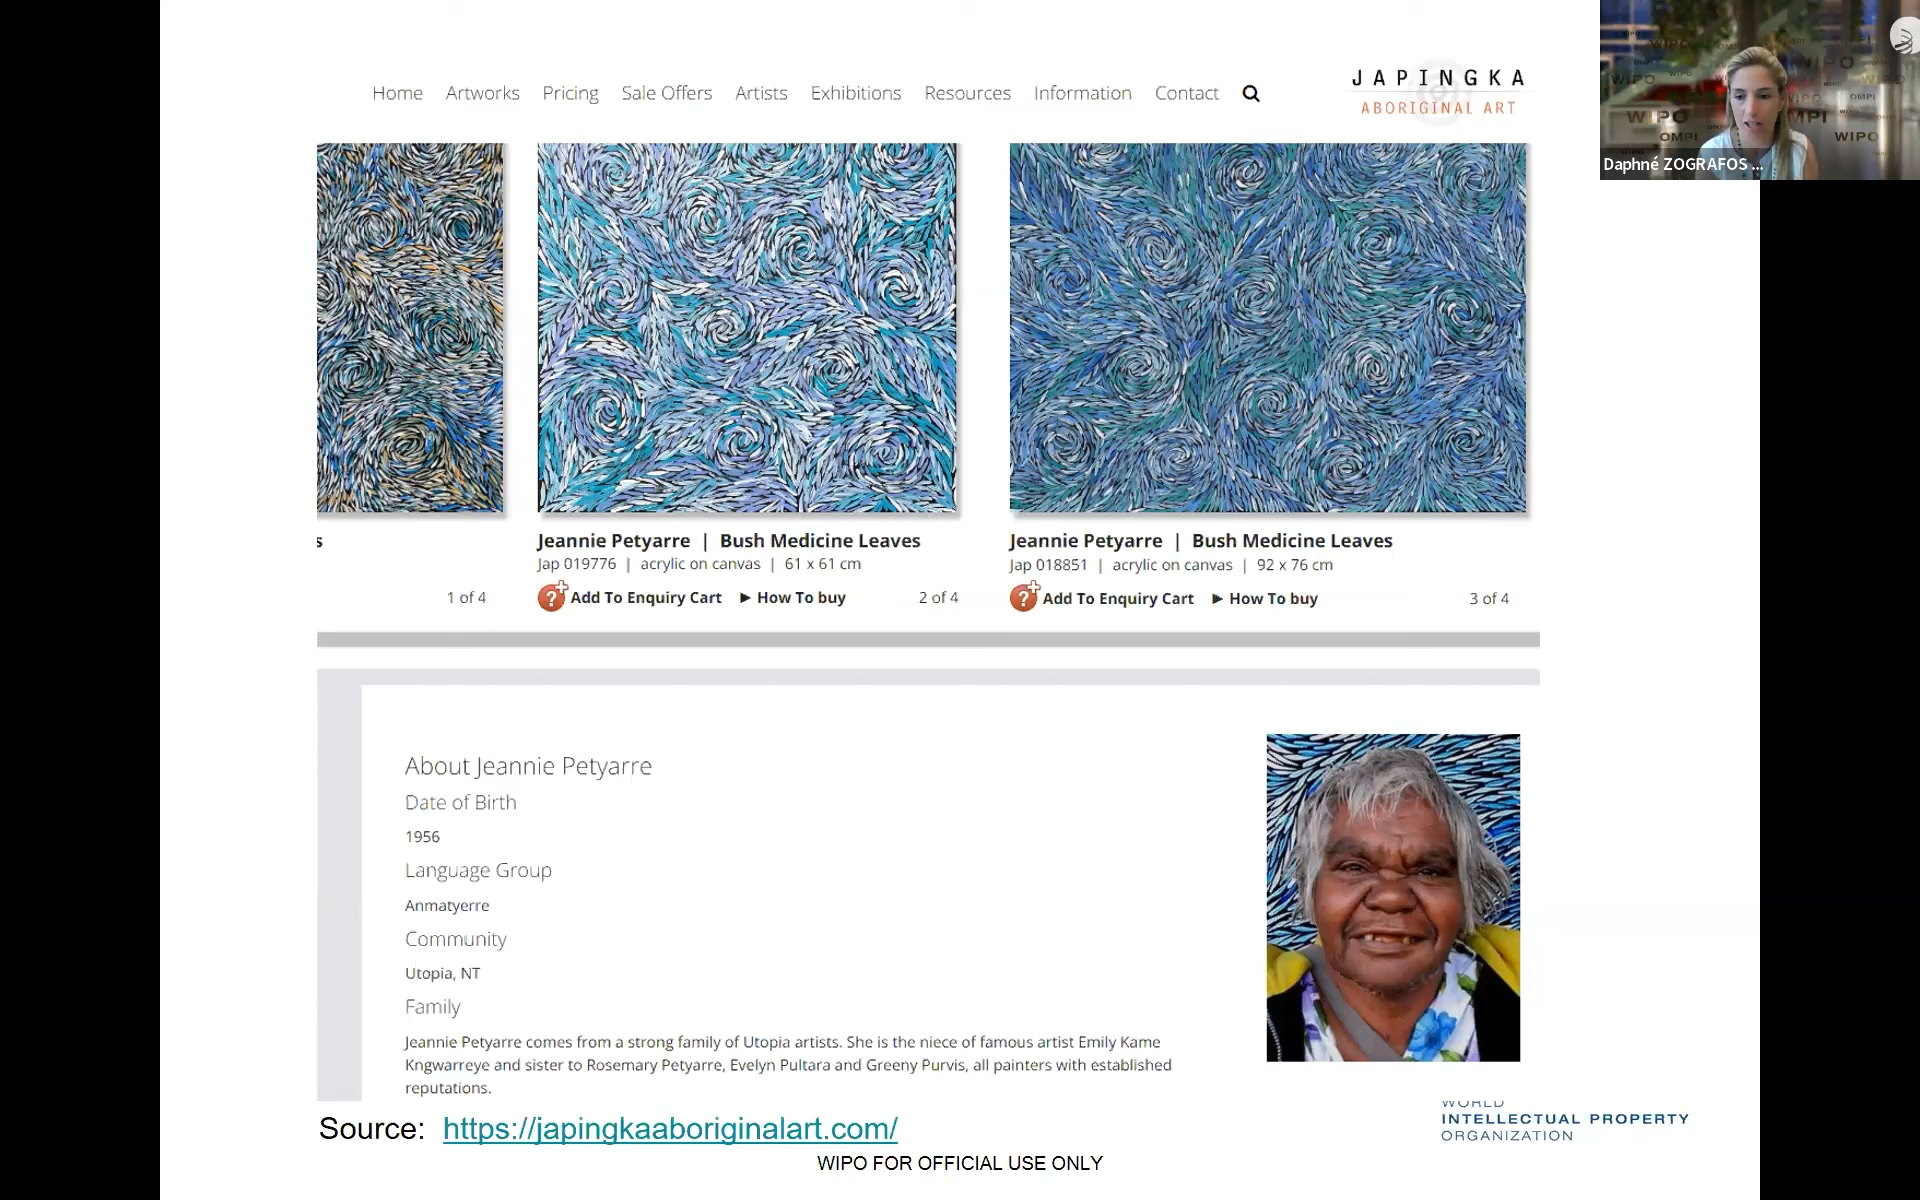 Home Artworks Pricing Sale Offers Artists Exhibitions Resources Information Contact
JAPINGKA
ABORIGINAL ART
WIPO
OMPI
WIPO
MPI
WIPO
Daphné ZOGRAFOS ...
s
1 of 4
Jeannie Petyarre | Bush Medicine Leaves
Jap 019776 | acrylic on canvas | 61 x 61 cm
? Add To Enquiry Cart ► How To buy 2 of 4
Jeannie Petyarre | Bush Medicine Leaves
Jap 018851 | acrylic on canvas | 92 x 76 cm
? Add To Enquiry Cart ► How To buy 3 of 4
About Jeannie Petyarre
Date of Birth
1956
Language Group
Anmatyerre
Community
Utopia, NT
Family
Jeannie Petyarre comes from a strong family of Utopia artists. She is the niece of famous artist Emily Kame
Kngwarreye and sister to Rosemary Petyarre, Evelyn Pultara and Greeny Purvis, all painters with established
reputations.
Source: https://japingkaaboriginalart.com/
WORLD
INTELLECTUAL PROPERTY
ORGANIZATION
WIPO FOR OFFICIAL USE ONLY